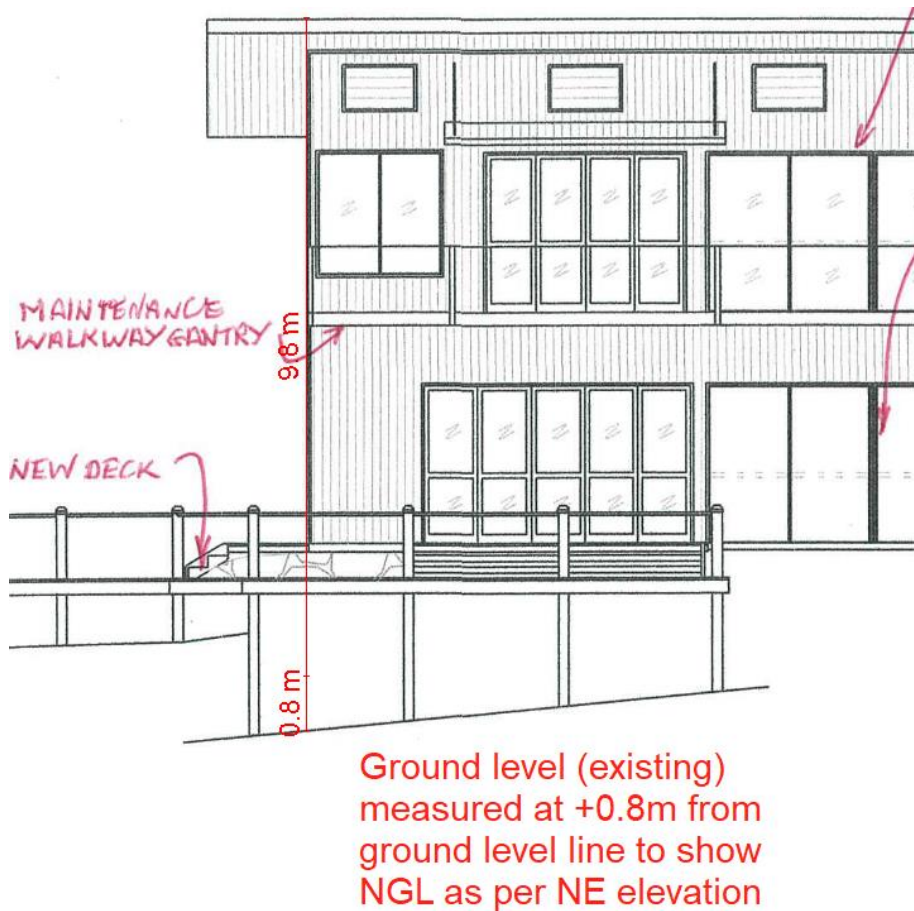 MAINTENANCE
WALKWAY GANTRY
9.8 m
NEW DECK
0.8 m
Ground level (existing)
measured at +0.8m from
ground level line to show
NGL as per NE elevation